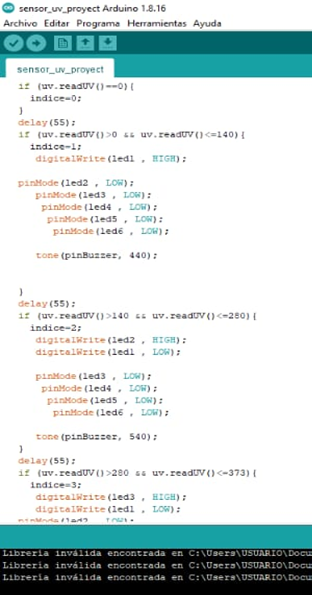 sensor_uv_proyect Arduino 1.8.16
Archivo Editar Programa Herramientas Ayuda
sensor_uv_proyect
if (uv.readUV()==0){
indice=0;
}
delay(55);
if (uv.readUV()>0 && uv.readUV()<=140){
indice=1;
digitalWrite(led1 , HIGH);
pinMode(led2 , LOW);
pinMode(led3 , LOW);
pinMode(led4 , LOW);
pinMode(led5 , LOW);
pinMode(led6 , LOW);
tone(pinBuzzer, 440);
}
delay(55);
if (uv.readUV()>140 && uv.readUV()<=280){
indice=2;
digitalWrite(led2 , HIGH);
digitalWrite(led1 , LOW);
pinMode(led3 , LOW);
pinMode(led4 , LOW);
pinMode(led5 , LOW);
pinMode(led6 , LOW);
tone(pinBuzzer, 540);
}
delay(55);
if (uv.readUV()>280 && uv.readUV()<=373){
indice=3;
digitalWrite(led3 , HIGH);
digitalWrite(led1 , LOW);
pinMode(led2 , LOW);
Librería inválida encontrada en C:\Users\USUARIO\Docu
Librería inválida encontrada en C:\Users\USUARIO\Docu
Librería inválida encontrada en C:\Users\USUARIO\Docu